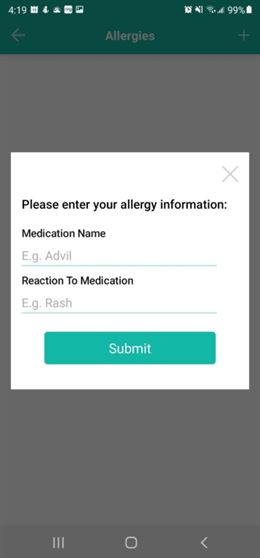 4:19 99%
Allergies
Please enter your allergy information:
Medication Name
E.g. Advil
Reaction To Medication
E.g. Rash
Submit